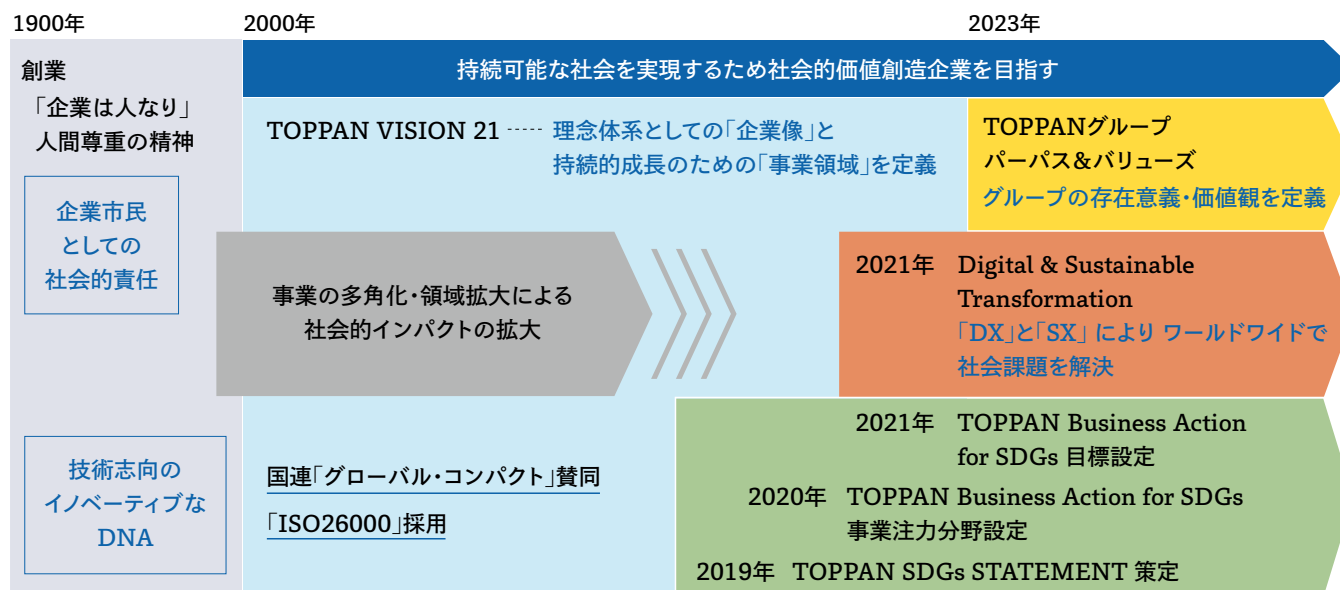 1900年
2000年
2023年
創業
「企業は人なり」
人間尊重の精神
企業市民
としての
社会的責任
技術志向の
イノベーティブな
DNA
持続可能な社会を実現するため社会的価値創造企業を目指す
TOPPAN VISION 21 ····· 理念体系としての「企業像」と
持続的成長のための「事業領域」を定義
TOPPANグループ
パーパス&バリューズ
グループの存在意義・価値観を定義
事業の多角化・領域拡大による
社会的インパクトの拡大
2021年 Digital & Sustainable
Transformation
「DX」と「SX」により ワールドワイドで
社会課題を解決
国連「グローバル・コンパクト」賛同
「ISO26000」採用
2021年 TOPPAN Business Action
for SDGs 目標設定
2020年 TOPPAN Business Action for SDGs
事業注力分野設定
2019年 TOPPAN SDGs STATEMENT 策定